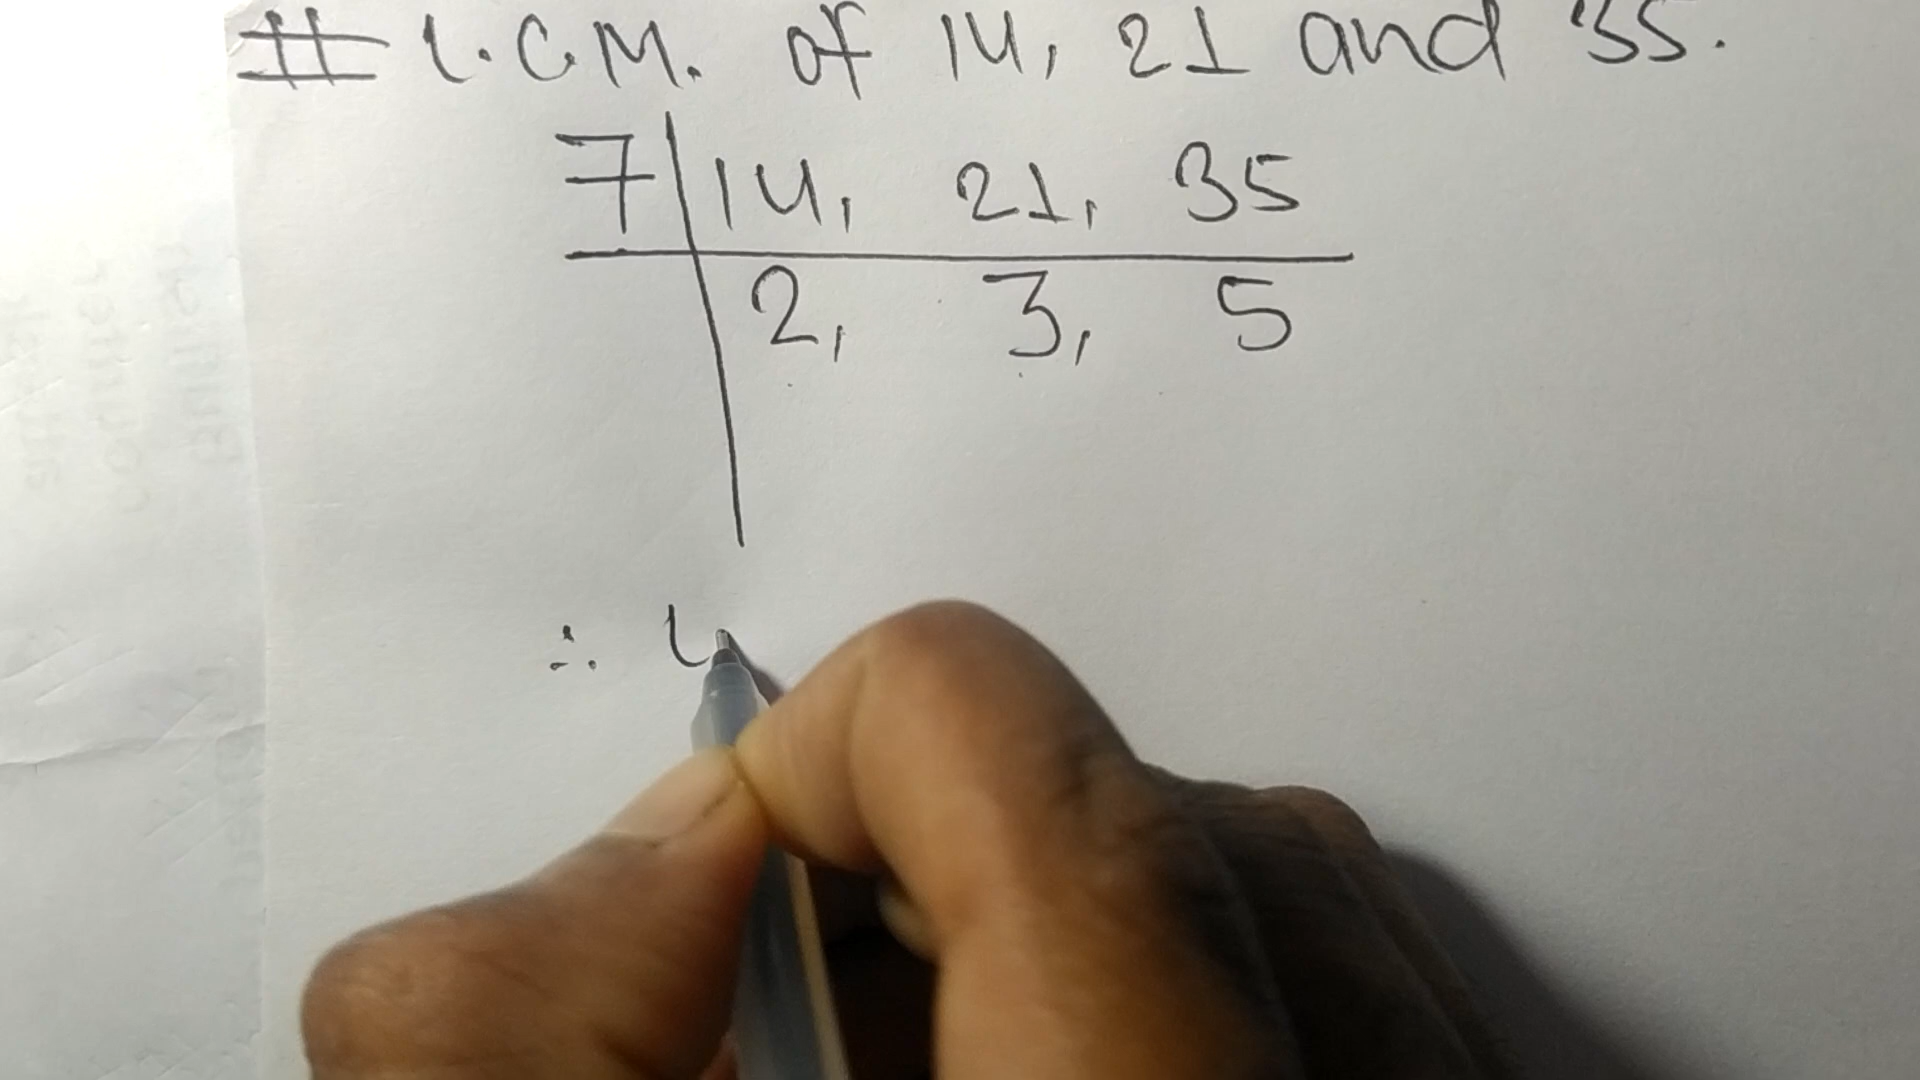 # L.C.M. of 14, 21 and 35.
7 | 14, 21, 35
2, 3, 5
∴ L